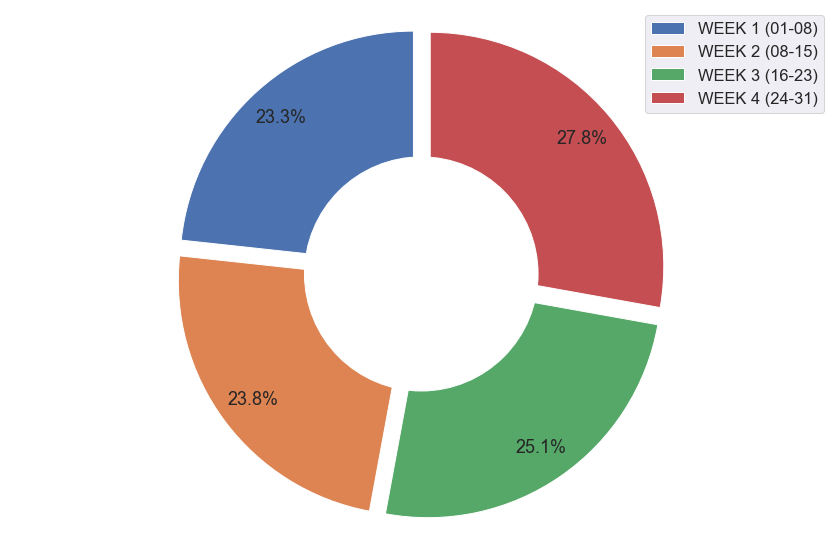 WEEK 1 (01-08)
WEEK 2 (08-15)
WEEK 3 (16-23)
WEEK 4 (24-31)
23.3%
27.8%
23.8%
25.1%